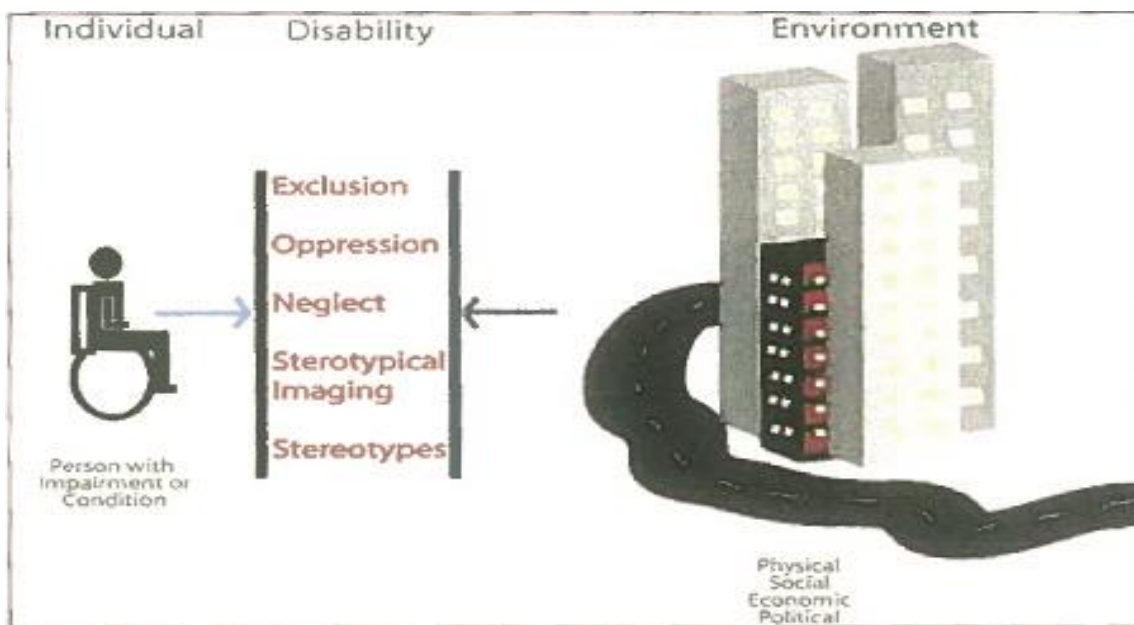 Individual
Disability
Environment
Exclusion
Oppression
Neglect
Sterotypical
Imaging
Stereotypes
Person with
Impairment or
Condition
Physical
Social
Economic
Political